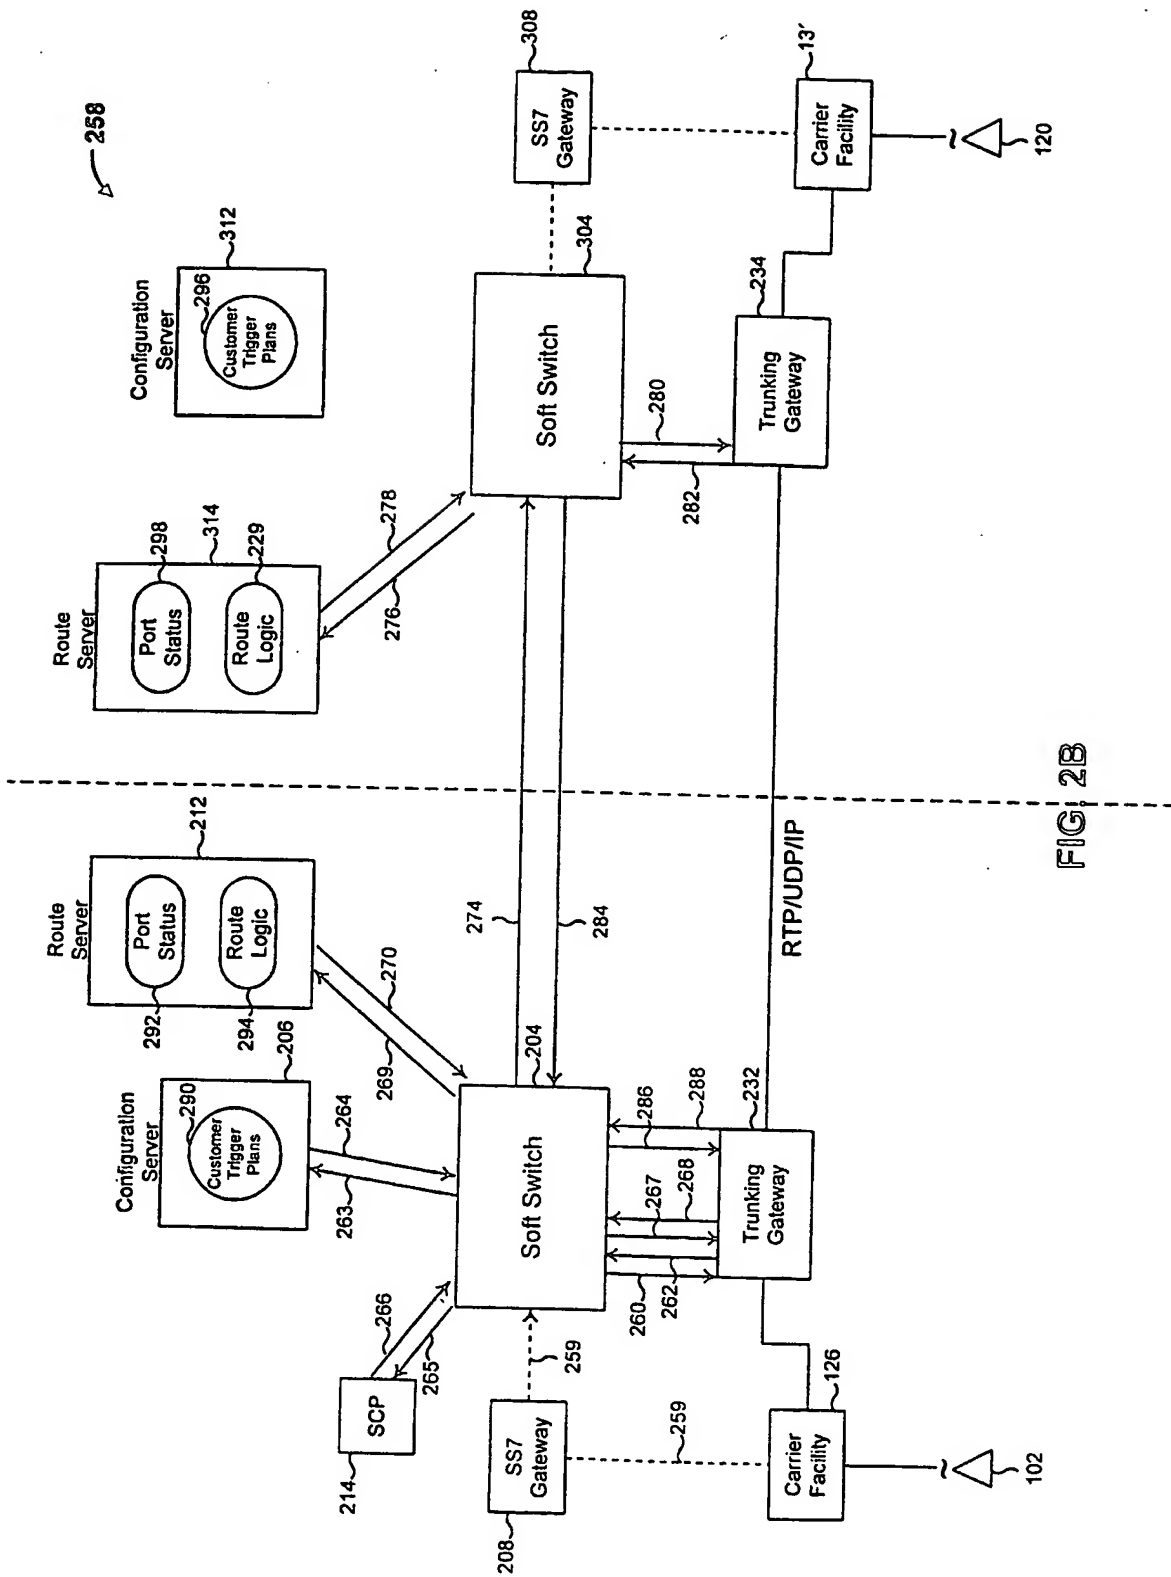 258
Configuration
Server
206
290
Customer
Trigger
Plans
Route
Server
212
Port
Status
Route
Logic
292
294
Route
Server
Port
Status
298
314
Route
Logic
229
Configuration
Server
312
296
Customer
Trigger
Plans
SCP
214
266
265
263
264
269
270
276
278
SS7
Gateway
208
259
259
Soft Switch
204
274
284
Soft Switch
304
SS7
Gateway
308
260
262
267
268
286
288
282
280
Trunking
Gateway
232
RTP/UDP/IP
Trunking
Gateway
234
Carrier
Facility
126
Carrier
Facility
102
120
FIG. 2B